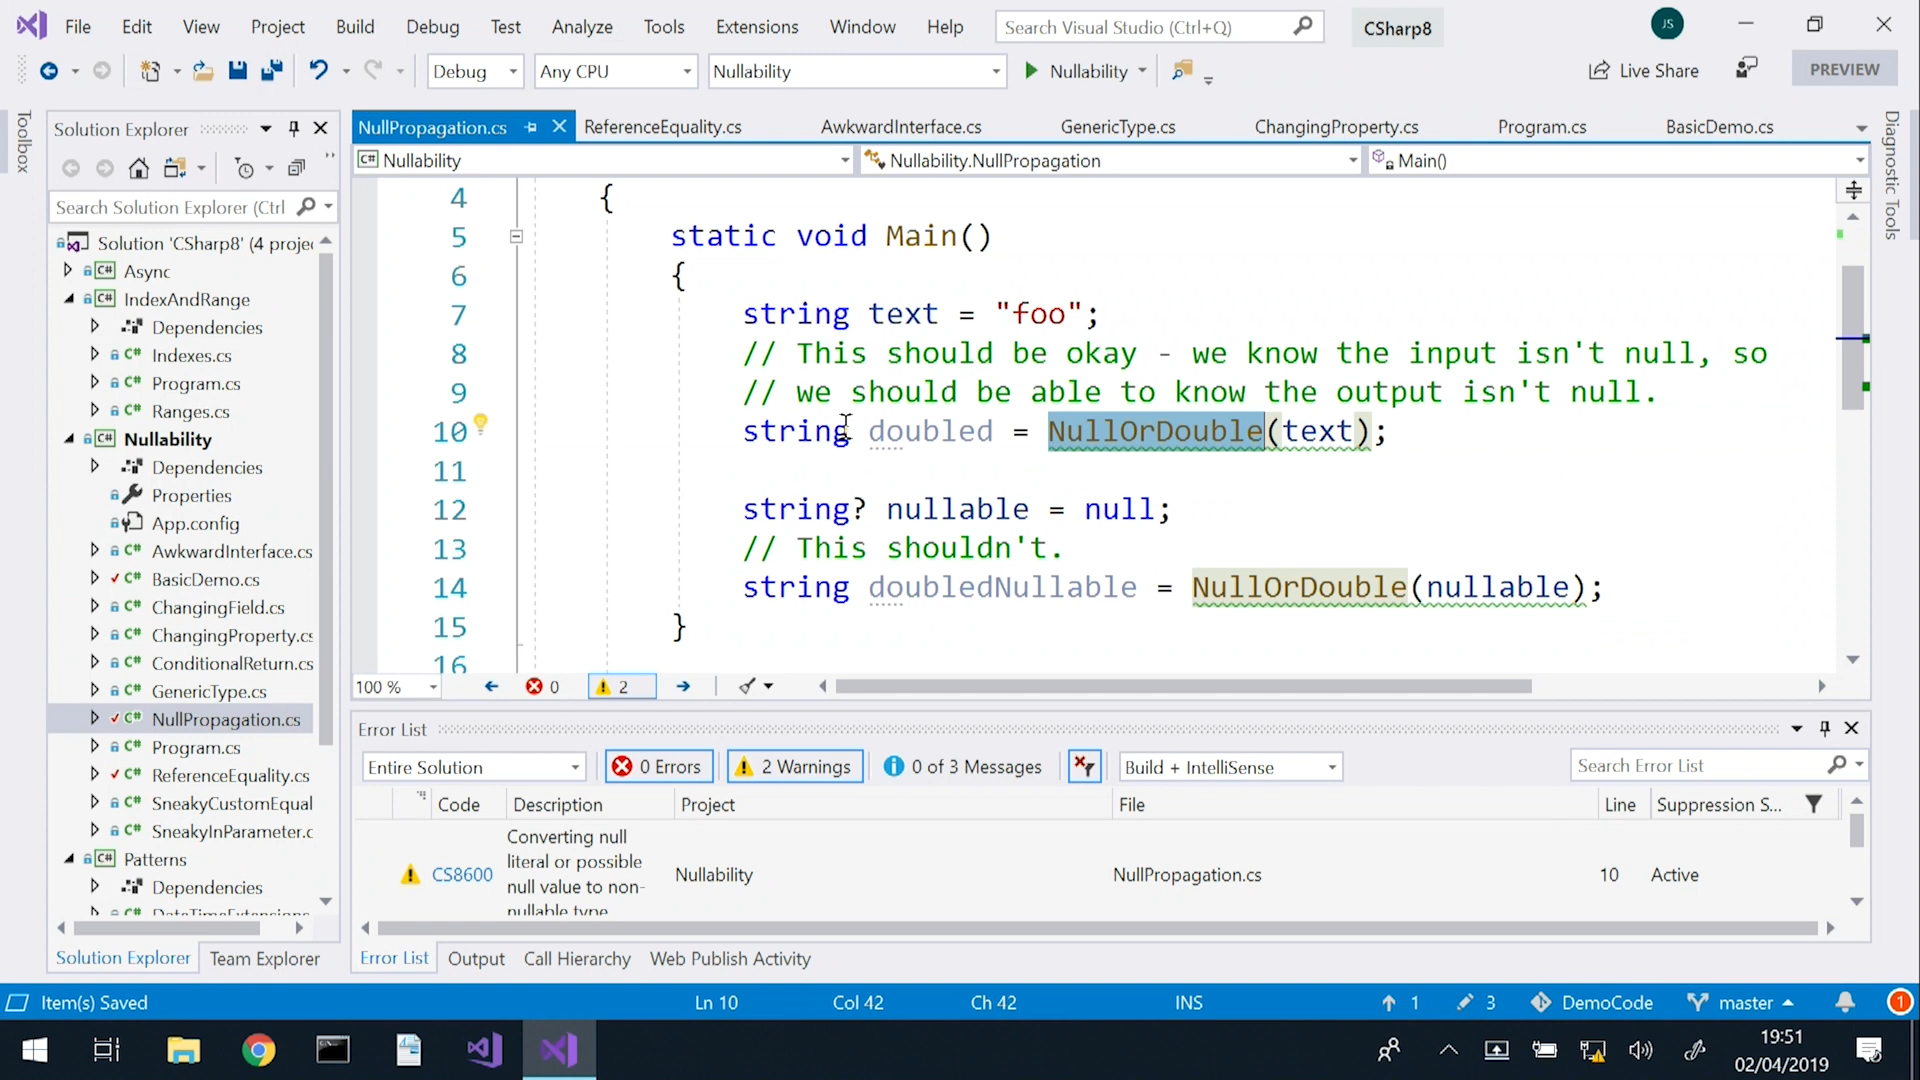 File Edit View Project Build Debug Test Analyze Tools Extensions Window Help Search Visual Studio (Ctrl+Q) CSharp8 JS
Debug Any CPU Nullability Nullability Live Share PREVIEW
Toolbox
Solution Explorer
Search Solution Explorer (Ctrl
Solution 'CSharp8' (4 proje
C# Async
C# IndexAndRange
Dependencies
C# Indexes.cs
C# Program.cs
C# Ranges.cs
C# Nullability
Dependencies
Properties
App.config
C# AwkwardInterface.cs
C# BasicDemo.cs
C# ChangingField.cs
C# ChangingProperty.cs
C# ConditionalReturn.cs
C# GenericType.cs
C# NullPropagation.cs
C# Program.cs
C# ReferenceEquality.cs
C# SneakyCustomEqual
C# SneakyInParameter.c
C# Patterns
Dependencies
C# DateTimeExtensions
Solution Explorer Team Explorer
NullPropagation.cs ReferenceEquality.cs AwkwardInterface.cs GenericType.cs ChangingProperty.cs Program.cs BasicDemo.cs
C# Nullability Nullability.NullPropagation Main()
4 {
5 static void Main()
6 {
7 string text = "foo";
8 // This should be okay - we know the input isn't null, so
9 // we should be able to know the output isn't null.
10 string doubled = NullOrDouble(text);
11
12 string? nullable = null;
13 // This shouldn't.
14 string doubledNullable = NullOrDouble(nullable);
15 }
16
100 % 0 2
Diagnostic Tools
Error List
Entire Solution 0 Errors 2 Warnings 0 of 3 Messages Build + IntelliSense Search Error List
Code Description Project File Line Suppression S...
CS8600 Converting null
literal or possible
null value to non-
nullable type
Nullability NullPropagation.cs 10 Active
Error List Output Call Hierarchy Web Publish Activity
Item(s) Saved Ln 10 Col 42 Ch 42 INS 1 3 DemoCode master 1
19:51
02/04/2019